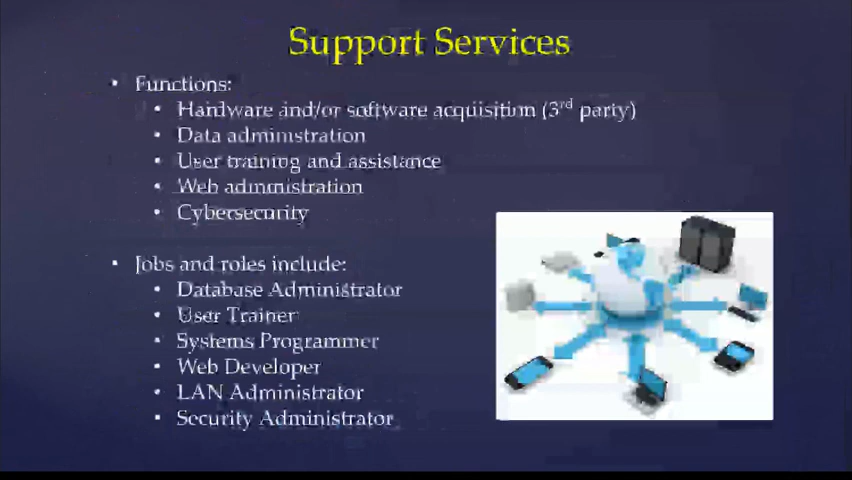 Support Services
• Functions:
• Hardware and/or software acquisition (3rd party)
• Data administration
• User training and assistance
• Web administration
• Cybersecurity
• Jobs and roles include:
• Database Administrator
• User Trainer
• Systems Programmer
• Web Developer
• LAN Administrator
• Security Administrator